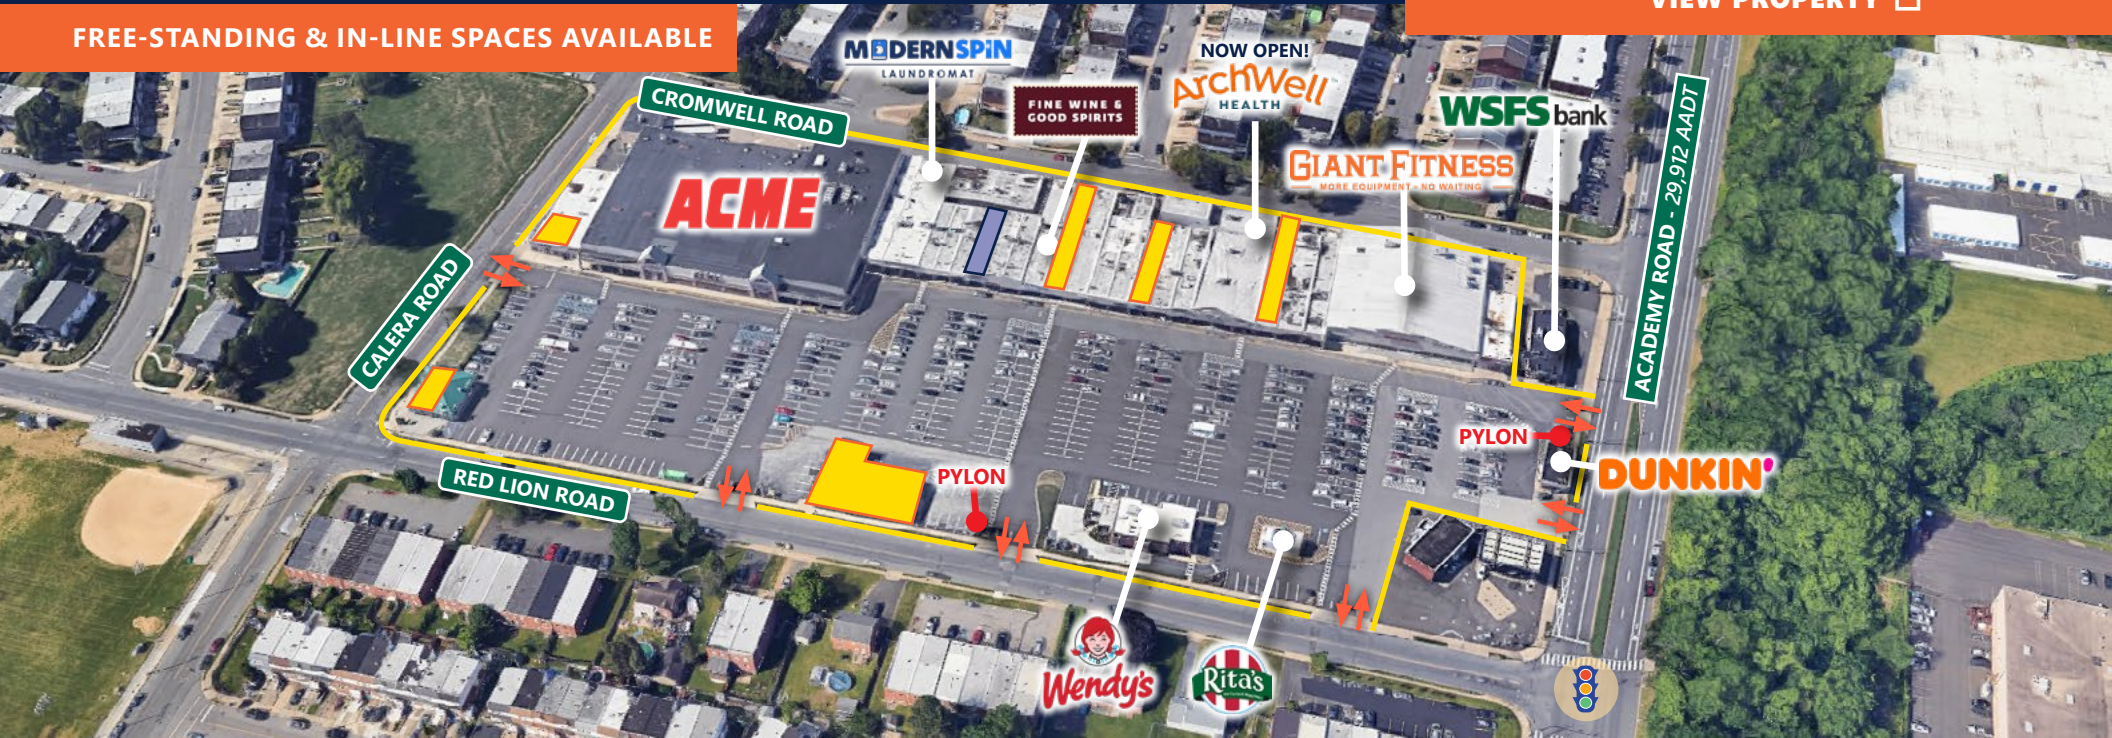 FREE-STANDING & IN-LINE SPACES AVAILABLE
VIEW PROPERTY
MODERNSPIN
LAUNDROMAT
NOW OPEN!
ArchWell
HEALTH
FINE WINE &
GOOD SPIRITS
CROMWELL ROAD
WSFS bank
GIANT FITNESS
MORE EQUIPMENT - NO WAITING
ACME
ACADEMY ROAD - 29,912 AADT
CALERA ROAD
PYLON
DUNKIN'
RED LION ROAD
PYLON
Wendy's
Rita's